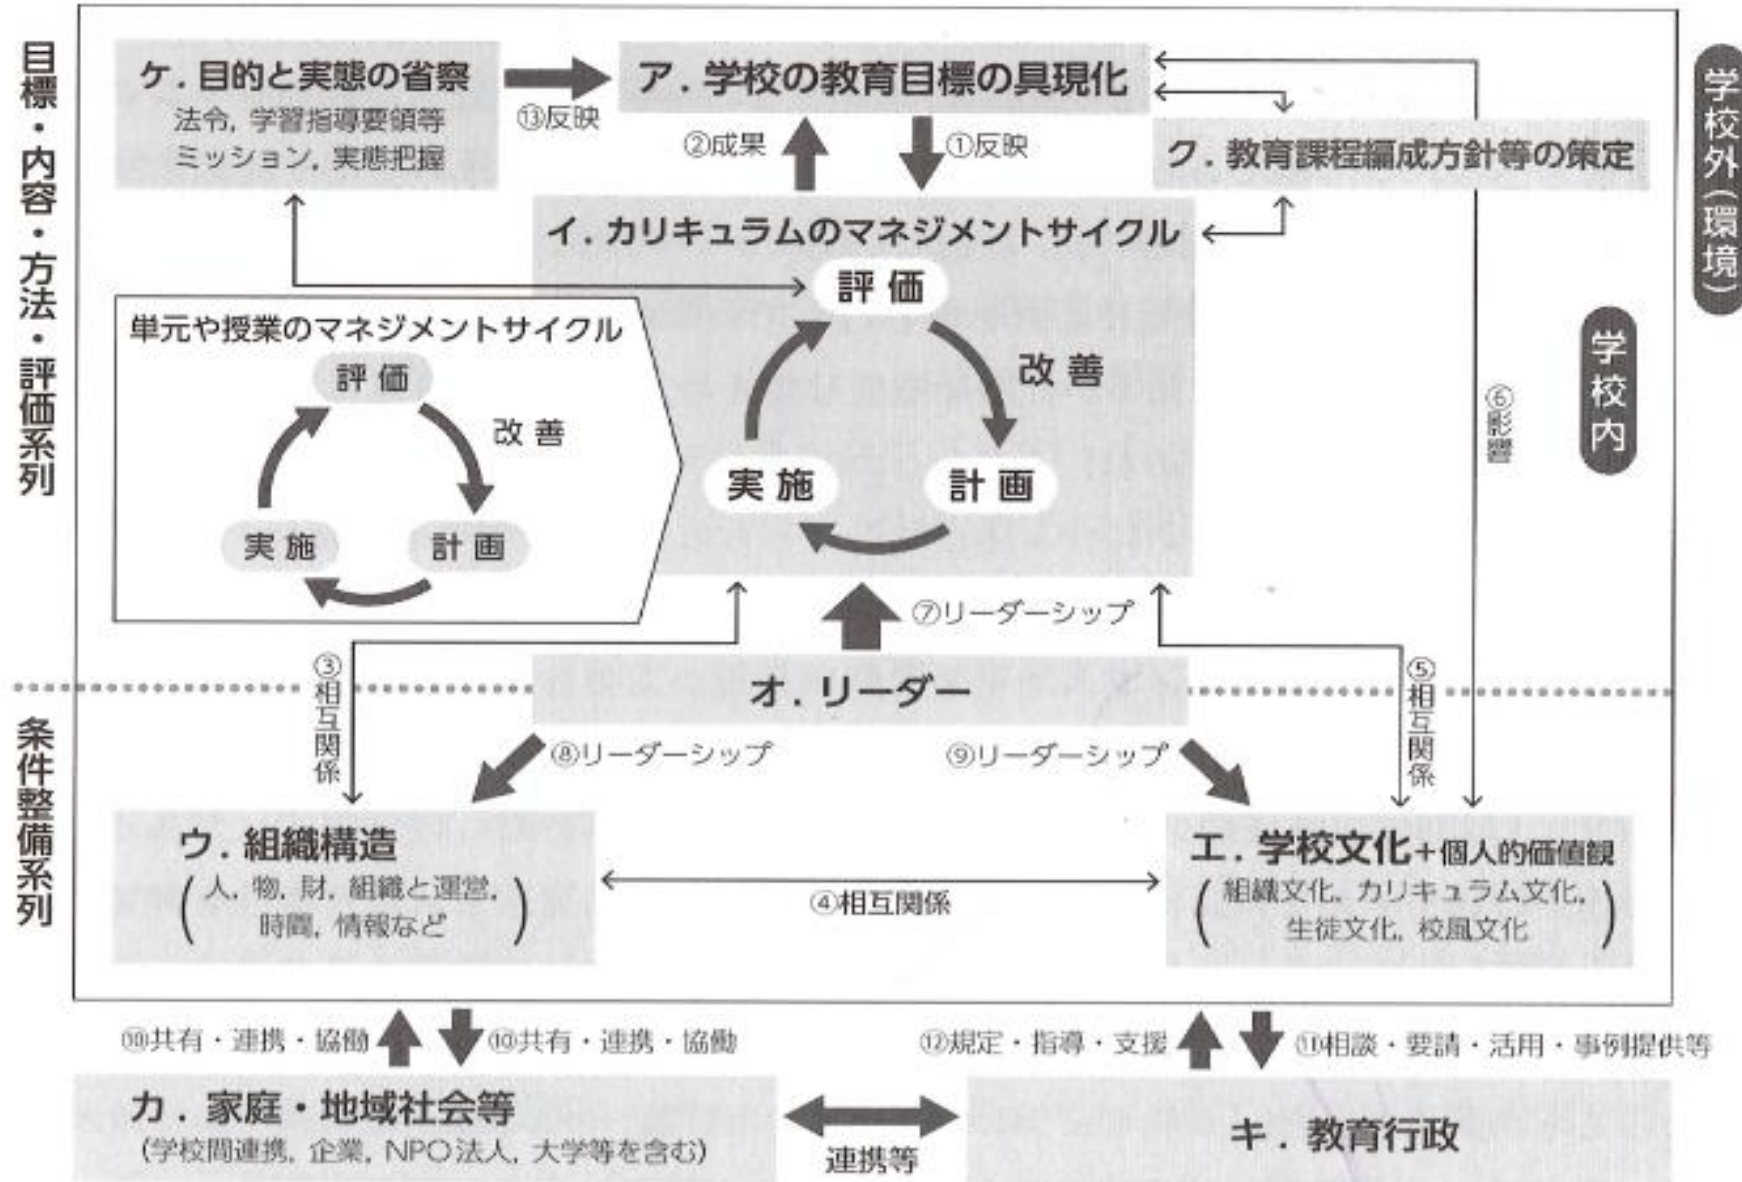 目標・内容・方法・評価系列
条件整備系列
学校外(環境)
学校内
ケ.目的と実態の省察
法令, 学習指導要領等
ミッション, 実態把握
⑬反映
ア.学校の教育目標の具現化
②成果
①反映
ク.教育課程編成方針等の策定
イ.カリキュラムのマネジメントサイクル
評価
改善
実施
計画
単元や授業のマネジメントサイクル
評価
改善
実施
計画
⑥影響
⑦リーダーシップ
③相互関係
オ.リーダー
⑤相互関係
⑧リーダーシップ
⑨リーダーシップ
ウ.組織構造
(人, 物, 財, 組織と運営,
時間, 情報など)
④相互関係
エ.学校文化+個人的価値観
(組織文化, カリキュラム文化,
生徒文化, 校風文化)
⑩共有・連携・協働
⑩共有・連携・協働
⑫規定・指導・支援
⑪相談・要請・活用・事例提供等
カ.家庭・地域社会等
(学校間連携, 企業, NPO法人, 大学等を含む)
連携等
キ.教育行政